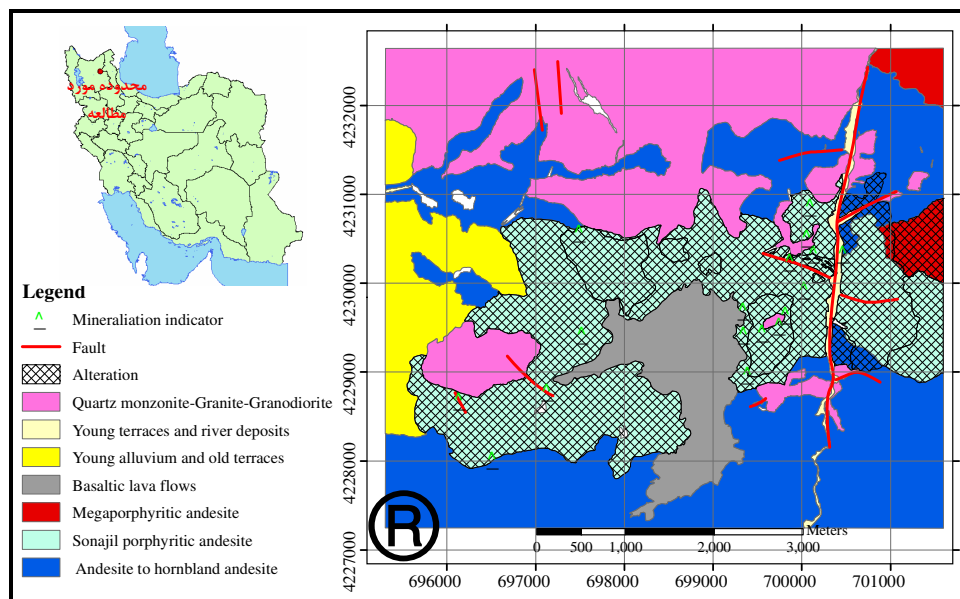 محدوده مورد
مطالعه
Legend
Mineraliation indicator
Fault
Alteration
Quartz monzonite-Granite-Granodiorite
Young terraces and river deposits
Young alluvium and old terraces
Basaltic lava flows
Megaporphyritic andesite
Sonajil porphyritic andesite
Andesite to hornbland andesite
4232000
4231000
4230000
4229000
4228000
4227000
R
Meters
0 500 1,000 2,000 3,000
696000 697000 698000 699000 700000 701000